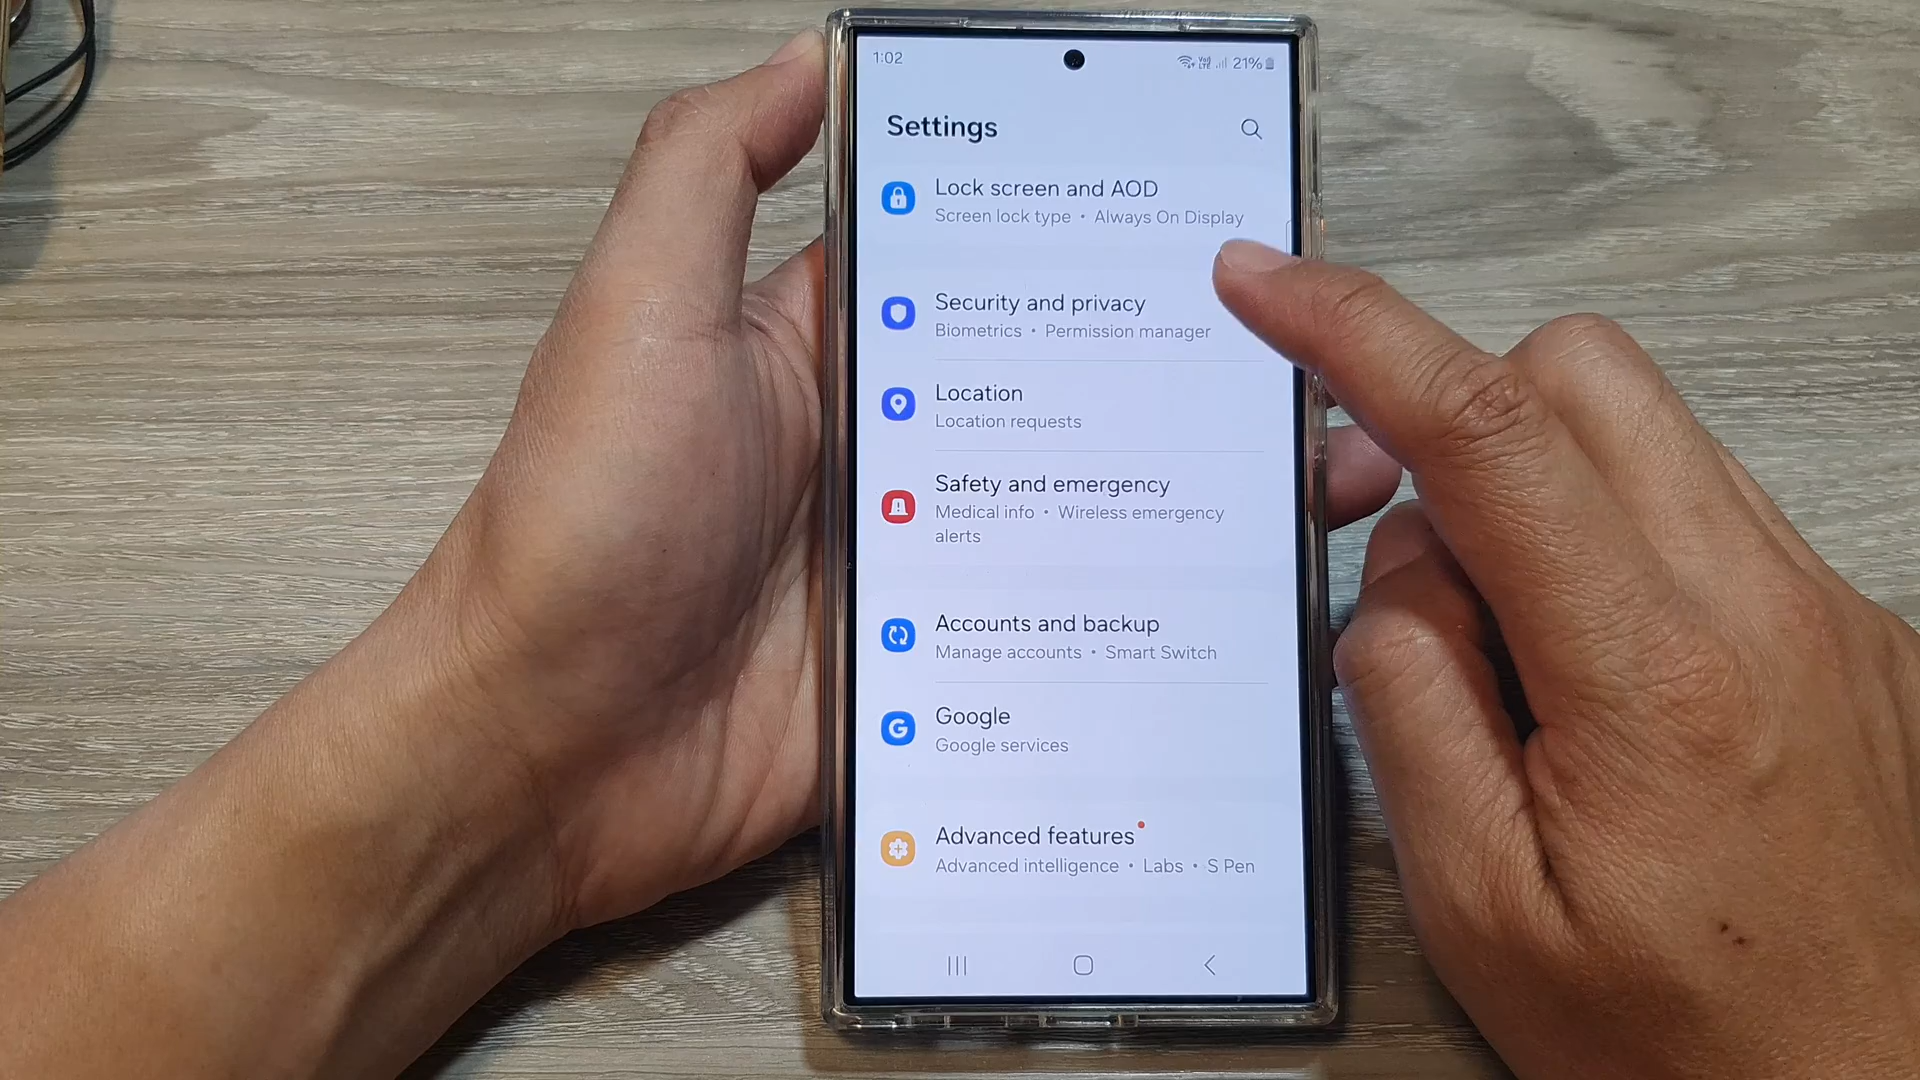 1:02
Vo) LTE 21%
Settings
Lock screen and AOD
Screen lock type • Always On Display
Security and privacy
Biometrics • Permission manager
Location
Location requests
Safety and emergency
Medical info • Wireless emergency
alerts
Accounts and backup
Manage accounts • Smart Switch
G Google
Google services
Advanced features
Advanced intelligence • Labs • S Pen